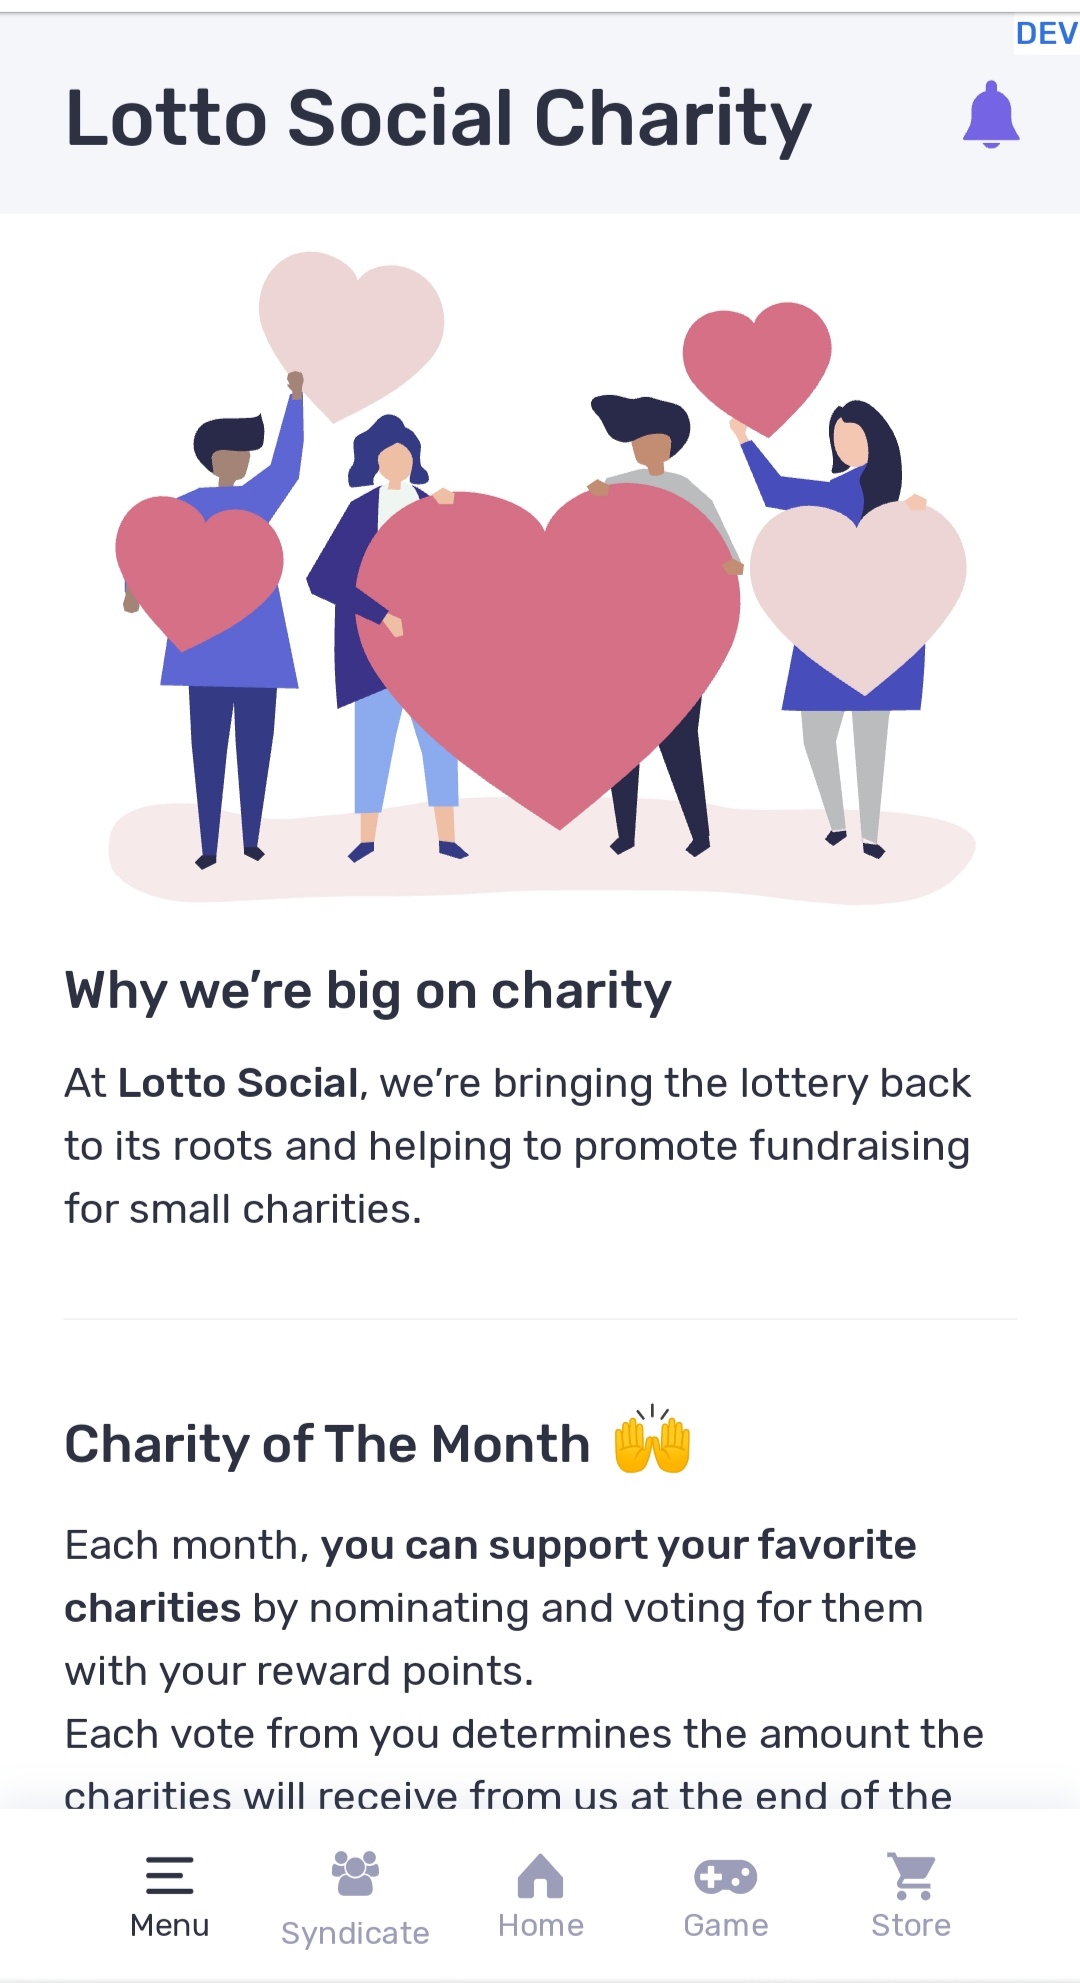 DEV
Lotto Social Charity
Why we’re big on charity
At Lotto Social, we’re bringing the lottery back
to its roots and helping to promote fundraising
for small charities.
Charity of The Month 🙌
Each month, you can support your favorite
charities by nominating and voting for them
with your reward points.
Each vote from you determines the amount the
charities will receive from us at the end of the
Menu
Syndicate
Home
Game
Store